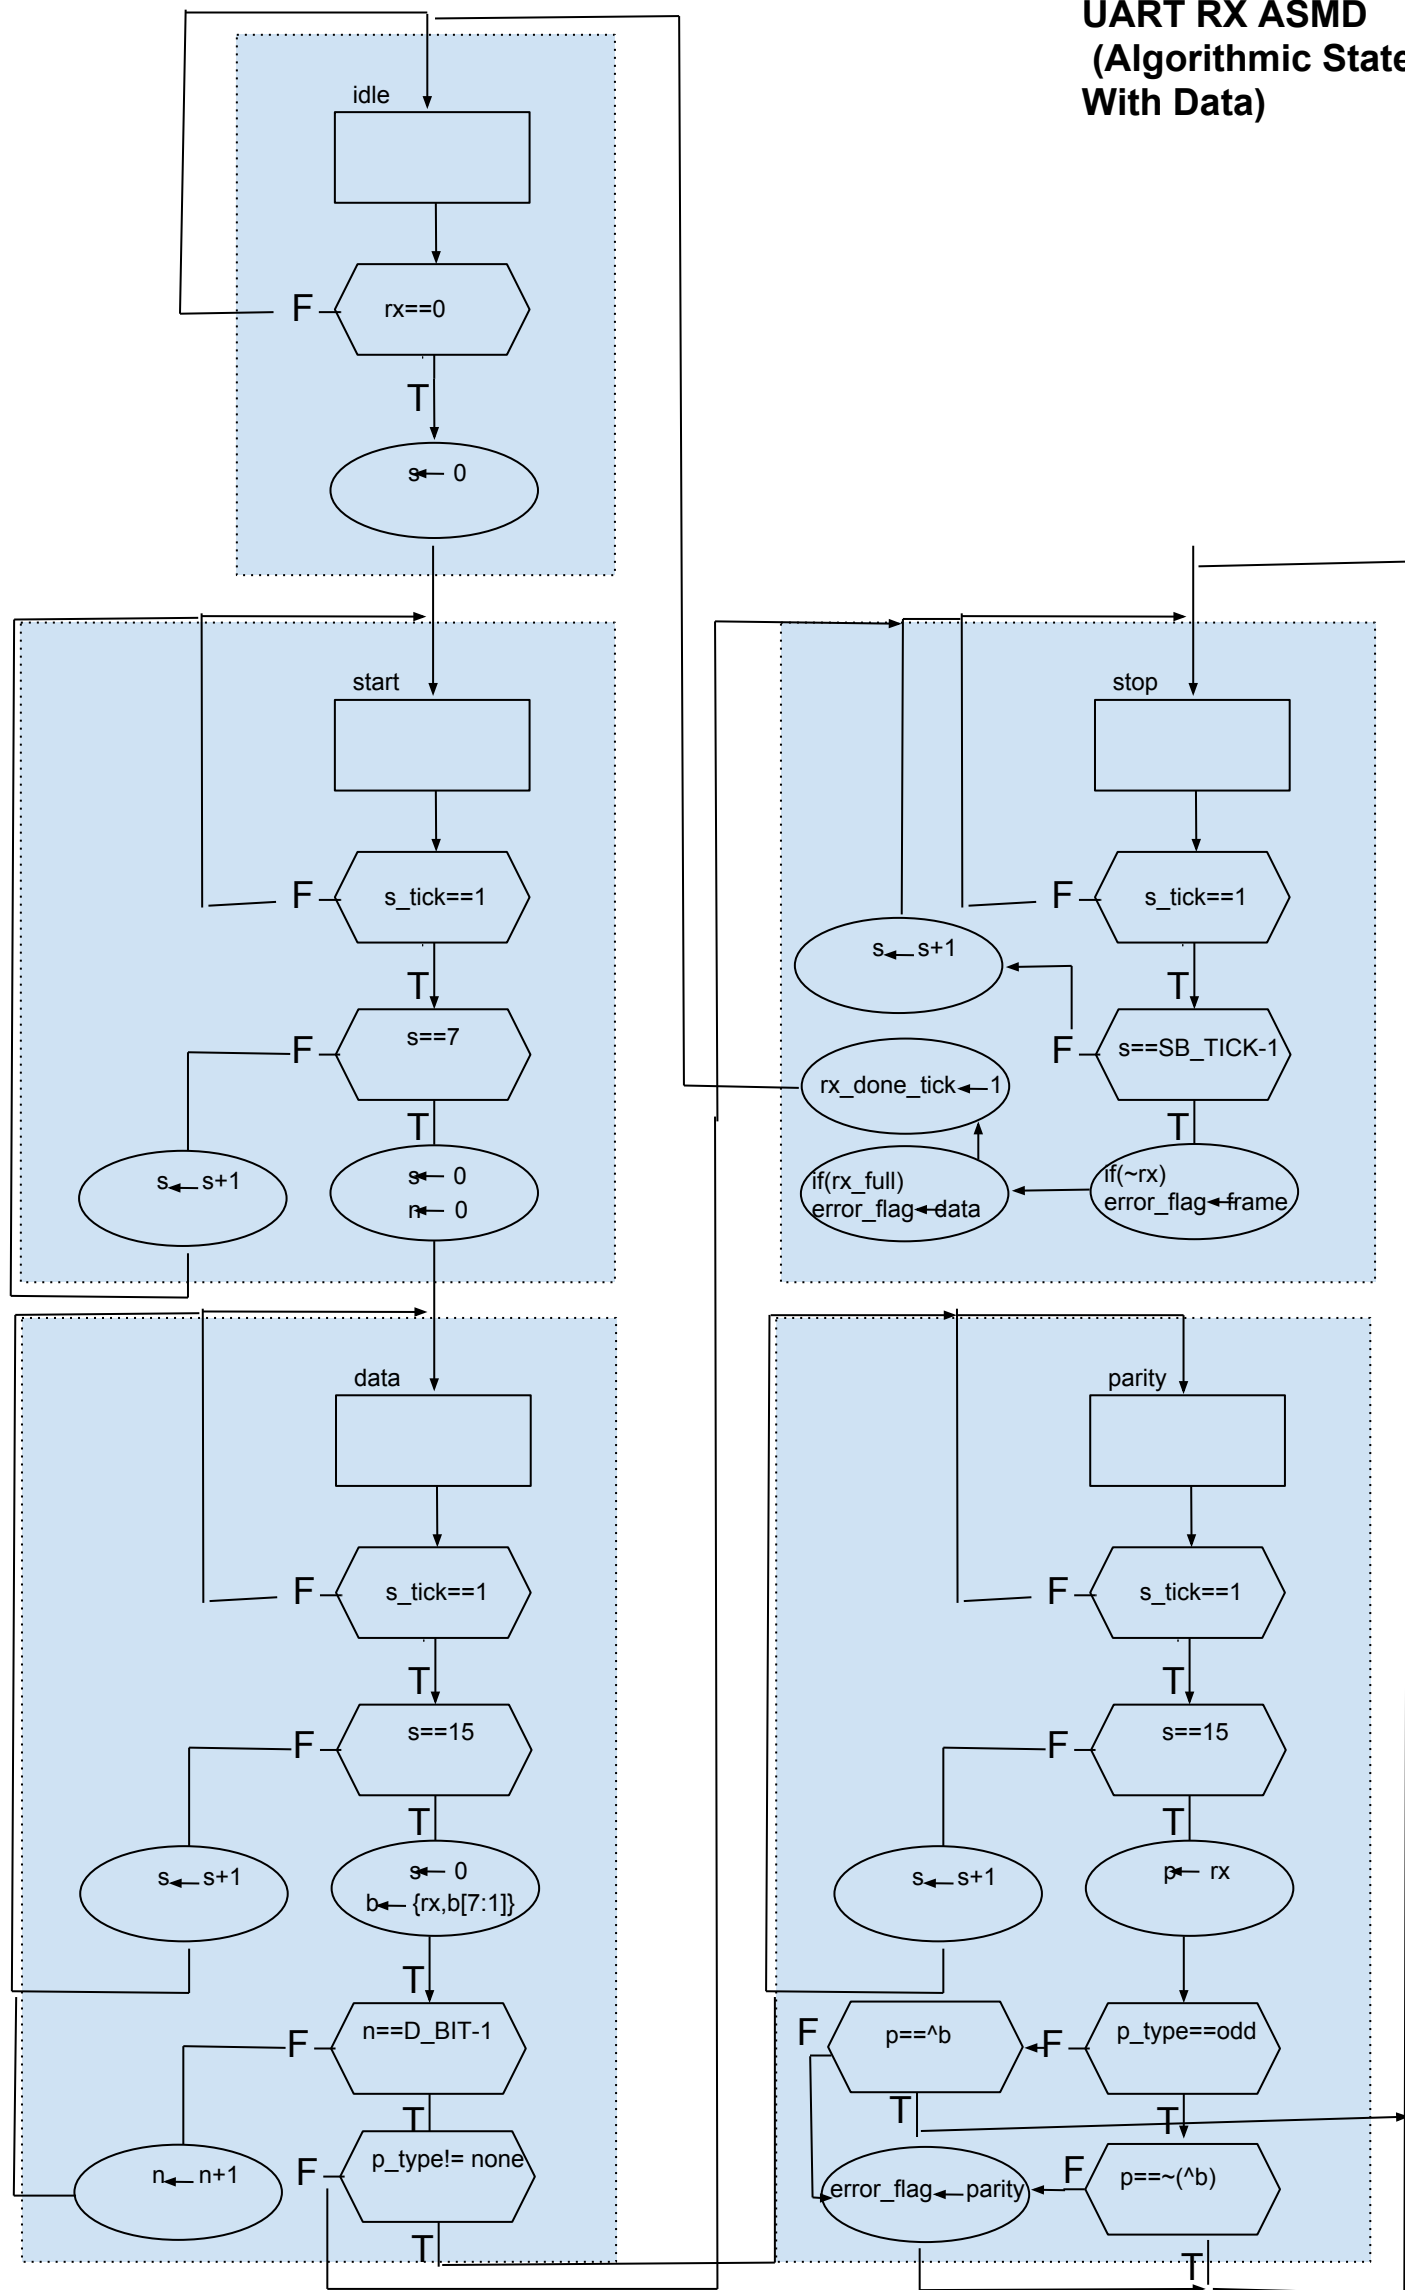 UART RX ASMD
(Algorithmic State
With Data)
idle
rx==0
F
T
s 0
start
s_tick==1
F
T
s==7
F
T
s s+1
s 0
n 0
data
s_tick==1
F
T
s==15
F
T
s s+1
s 0
b {rx,b[7:1]}
T
n==D_BIT-1
F
T
n n+1
p_type!= none
F
T
stop
s_tick==1
F
T
s s+1
s==SB_TICK-1
F
T
rx_done_tick 1
if(rx_full)
error_flag data
if(~rx)
error_flag frame
parity
s_tick==1
F
T
s==15
F
T
s s+1
p rx
p_type==odd
F
T
p==^b
F
T
error_flag parity
p==~(^b)
F
T